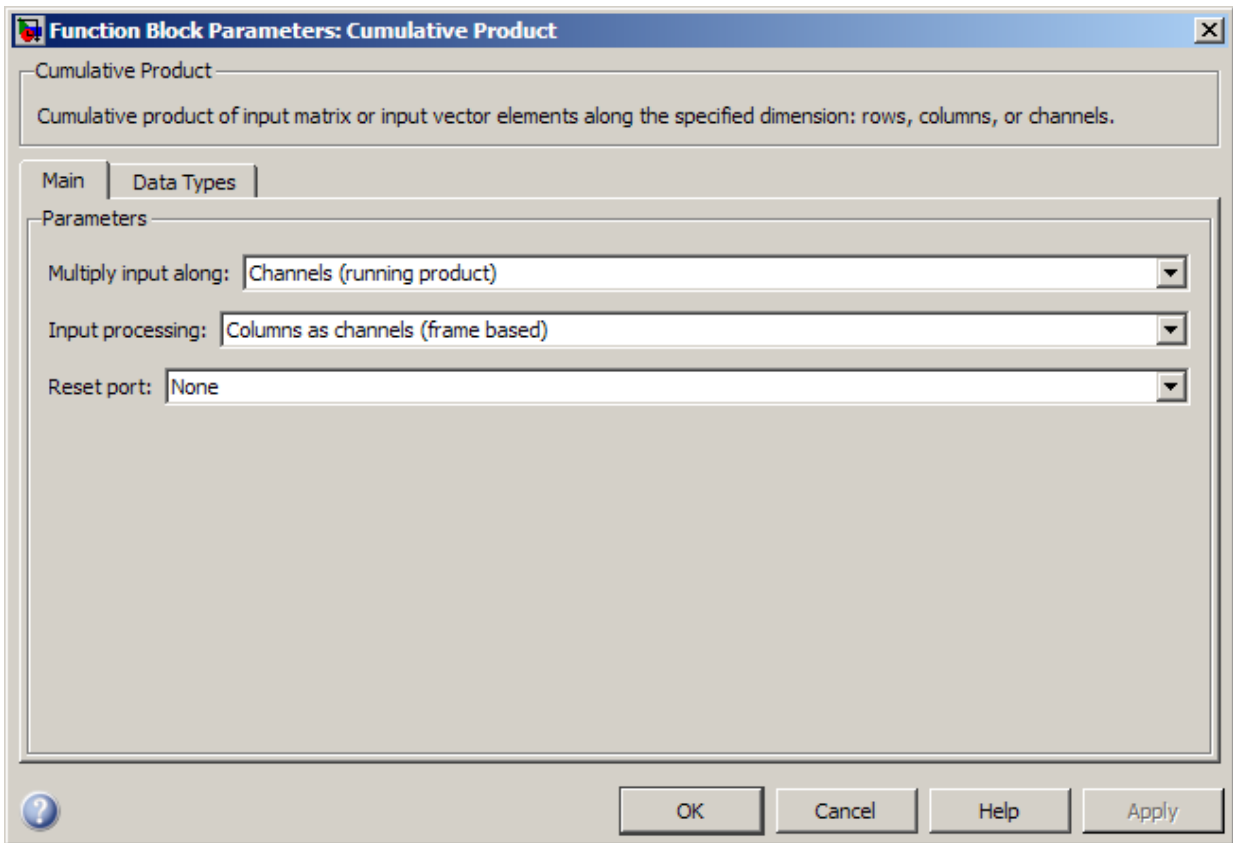 Function Block Parameters: Cumulative Product
Cumulative Product
Cumulative product of input matrix or input vector elements along the specified dimension: rows, columns, or channels.
Main Data Types
Parameters
Multiply input along: Channels (running product)
Input processing: Columns as channels (frame based)
Reset port: None
? OK Cancel Help Apply